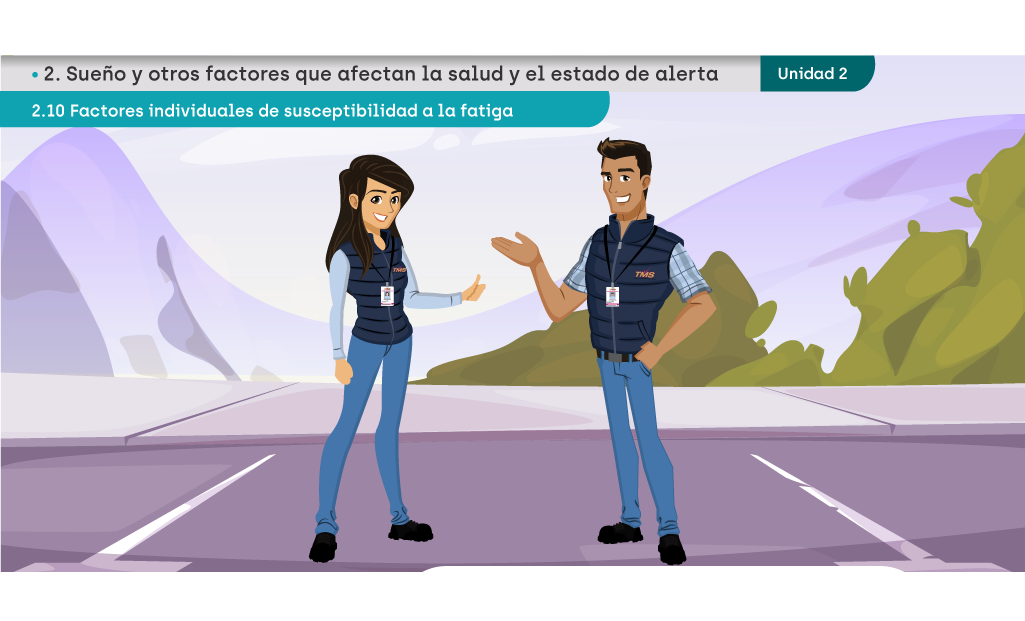 • 2. Sueño y otros factores que afectan la salud y el estado de alerta
Unidad 2
2.10 Factores individuales de susceptibilidad a la fatiga
TMS
TMS